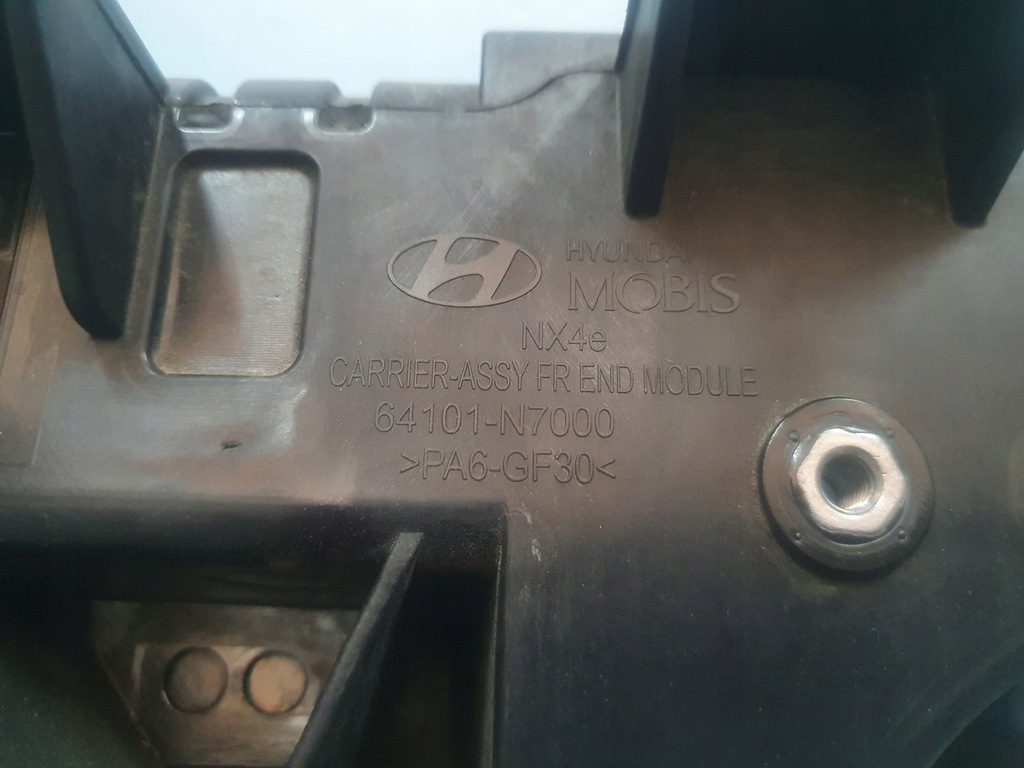 HYUNDAI
MOBIS
NX4e
CARRIER-ASSY FR END MODULE
64101-N7000
>PA6-GF30<